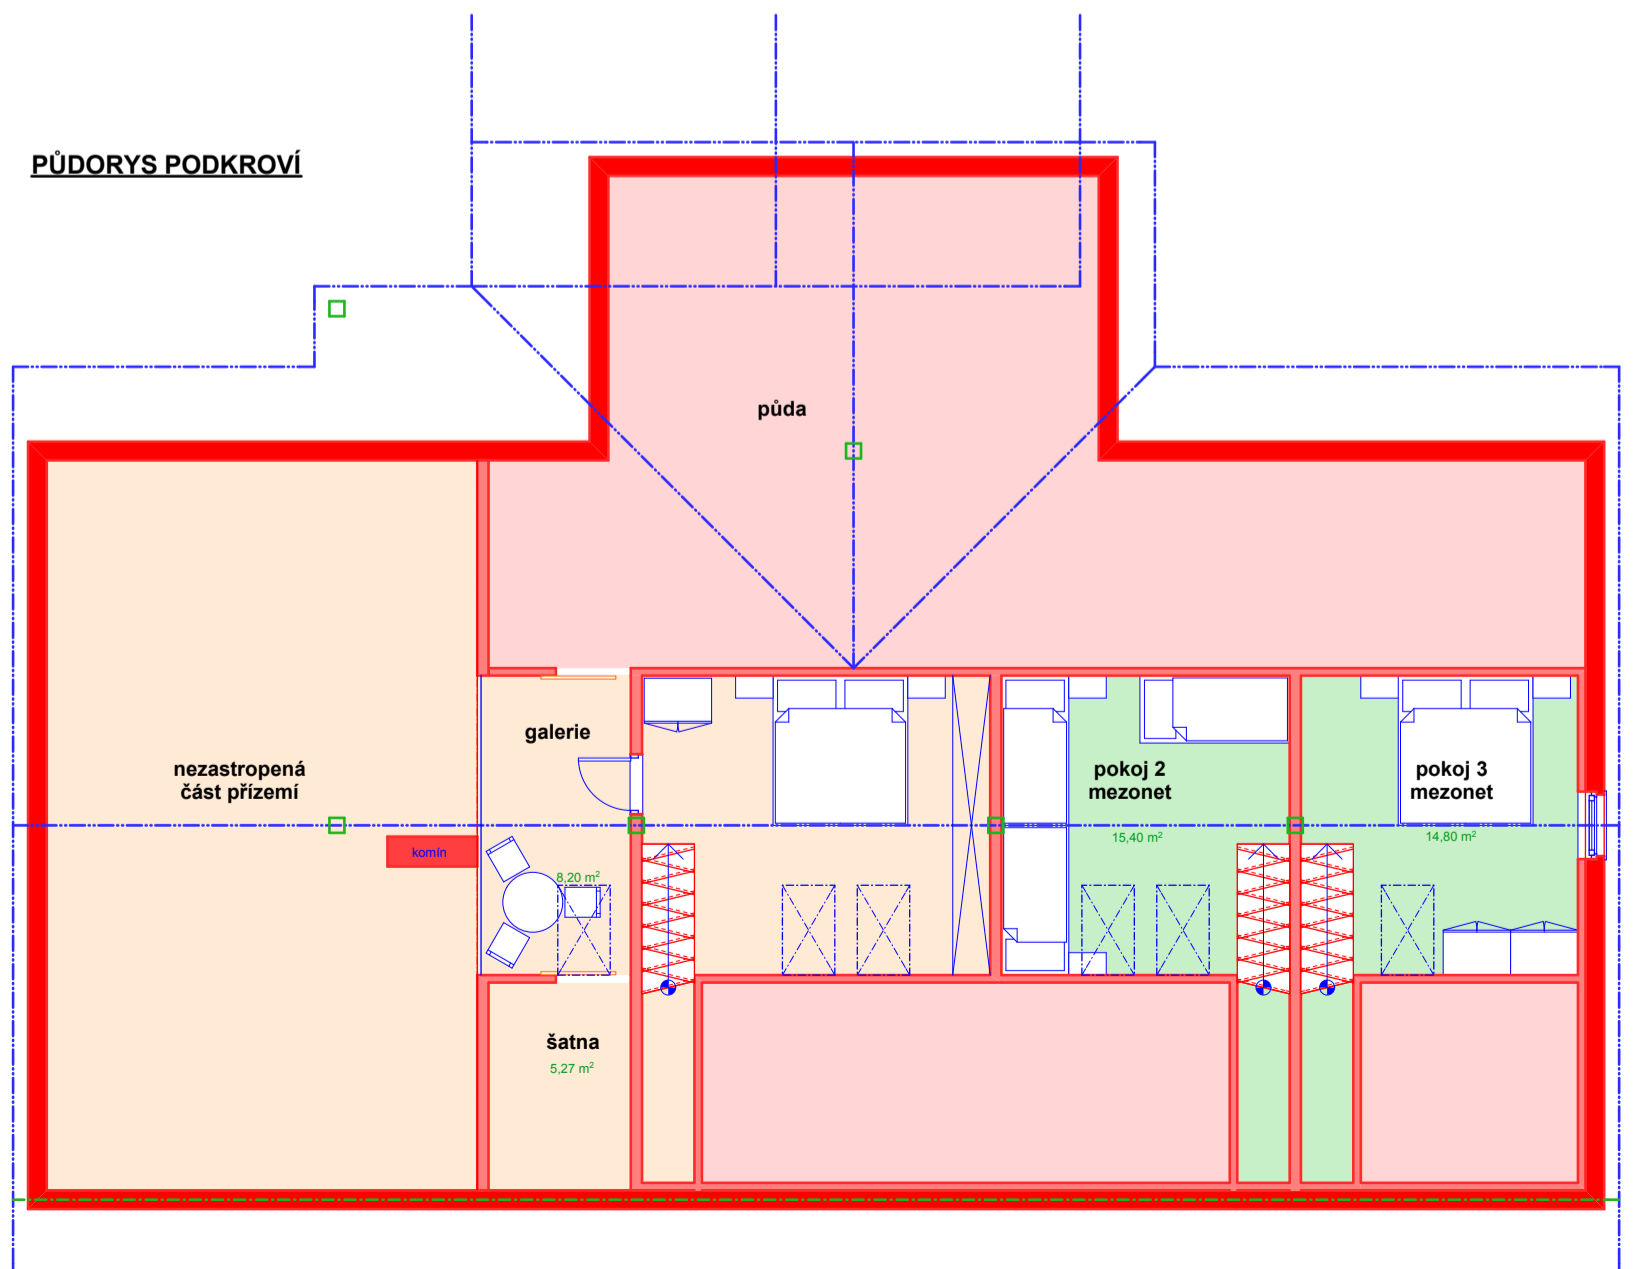 PŮDORYS PODKROVÍ
půda
galerie
nezastropená
část přízemí
pokoj 2
mezonet
15,40 m²
pokoj 3
mezonet
14,80 m²
komín
8,20 m²
šatna
5,27 m²